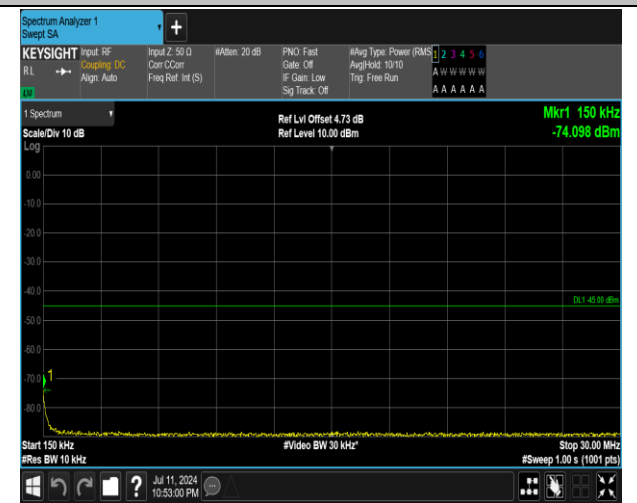 Spectrum Analyzer 1
Swept SA
+
KEYSIGHT Input: RF Input Z: 50 Ω #Atten: 20 dB PNO: Fast #Avg Type: Power (RMS 1 2 3 4 5 6
RL Coupling: DC Corr CCorr Gate: Off Avg|Hold: 10/10 A W W W W W
Align: Auto Freq Ref: Int (S) IF Gain: Low Trig: Free Run
Sig Track: Off A A A A A A
1 Spectrum Ref Lvl Offset 4.73 dB Mkr1 150 kHz
Scale/Div 10 dB Ref Level 10.00 dBm -74.098 dBm
Log
0.00
-10.0
-20.0
-30.0
-40.0
DL1 -45.00 dBm
-50.0
-60.0
-70.0 1
-80.0
Start 150 kHz #Video BW 30 kHz* Stop 30.00 MHz
#Res BW 10 kHz #Sweep 1.00 s (1001 pts)
? Jul 11, 2024
10:53:00 PM